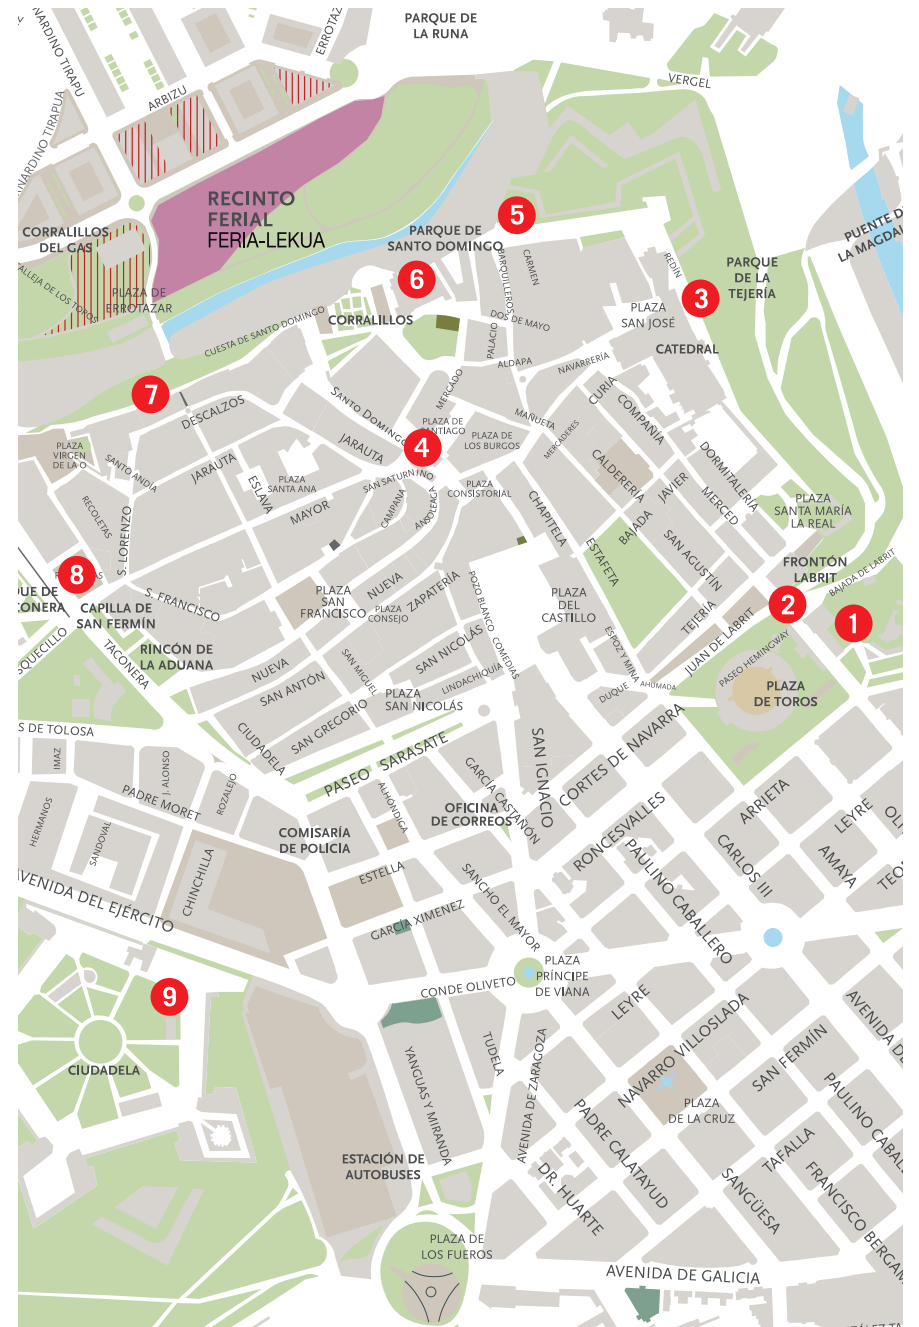 PARQUE DE
LA RUNA
BERNARDINO TIRAPU
ERROTAZAR
ARBIZU
VERGEL
RECINTO
FERIAL
FERIA-LEKUA
CORRALILLOS
DEL GAS
CALLEJA DE LOS TOROS
PLAZA DE
ERROTAZAR
5
PARQUE DE
SANTO DOMINGO
6
BARQUILLEROS
CARMEN
REDÍN
PARQUE
DE LA
TEJERÍA
3
PUENTE DE
LA MAGDAL
PLAZA
SAN JOSÉ
CATEDRAL
CORRALILLOS
CUESTA DE SANTO DOMINGO
DOS DE MAYO
PALACIO
ALDAPA
NAVARRERÍA
7
DESCALZOS
SANTO DOMINGO
MERCADO
MAÑUETA
CURIA
COMPAÑÍA
JARAUTA
4
PLAZA DE
SANTIAGO
PLAZA DE
LOS BURGOS
MERCADERES
PLAZA
VIRGEN
DE LA O
SANTO ANDÍA
JARAUTA
ESLAVA
PLAZA
SANTA ANA
SAN SATURNINO
PLAZA
CONSISTORIAL
CALDERERÍA
JAVIER
DORMITALERÍA
MERCED
RECOLETAS
S. LORENZO
MAYOR
CAMPANA
ANSOLEAGA
CHAPITELA
ESTAFETA
BAJADA
SAN AGUSTÍN
PLAZA
SANTA MARÍA
LA REAL
FRONTÓN
LABRIT
BAJADA DE LABRIT
8
CAPILLA DE
SAN FERMÍN
S. FRANCISCO
PLAZA
SAN
FRANCISCO
NUEVA
PLAZA
CONSEJO
ZAPATERÍA
POZO BLANCO
COMEDIAS
PLAZA
DEL
CASTILLO
TEJERÍA
JUAN DE LABRIT
2
1
PASEO HEMINGWAY
PLAZA
DE TOROS
ESPOZ Y MINA
DUQUE
AHUMADA
TACONERA
RINCÓN DE
LA ADUANA
NUEVA
SAN ANTÓN
SAN MIGUEL
SAN NICOLÁS
LINDACHIQUIA
PLAZA
SAN NICOLÁS
SAN GREGORIO
CIUDADELA
PASEO SARASATE
SAN IGNACIO
CORTES DE NAVARRA
S DE TOLOSA
IMAZ
J. ALONSO
ROZALEJO
PADRE MORET
HERMANOS
SANDOVAL
CHINCHILLA
COMISARÍA
DE POLICIA
ALHÓNDIGA
GARCÍA CASTAÑÓN
OFICINA
DE CORREOS
ESTELLA
GARCÍA XIMENEZ
SANCHO EL MAYOR
RONCESVALLES
PAULINO CABALLERO
CARLOS III
ARRIETA
LEYRE
AMAYA
AVENIDA DEL EJÉRCITO
9
CIUDADELA
CONDE OLIVETO
PLAZA
PRÍNCIPE
DE VIANA
LEYRE
NAVARRO VILLOSLADA
SAN FERMÍN
TUDELA
YANGUAS Y MIRANDA
AVENIDA DE ZARAGOZA
PLAZA
DE LA CRUZ
PADRE CALATAYUD
DR. HUARTE
SANGÜESA
TAFALLA
PAULINO CABAL
FRANCISCO BERGAM
ESTACIÓN DE
AUTOBUSES
PLAZA DE
LOS FUEROS
AVENIDA DE GALICIA